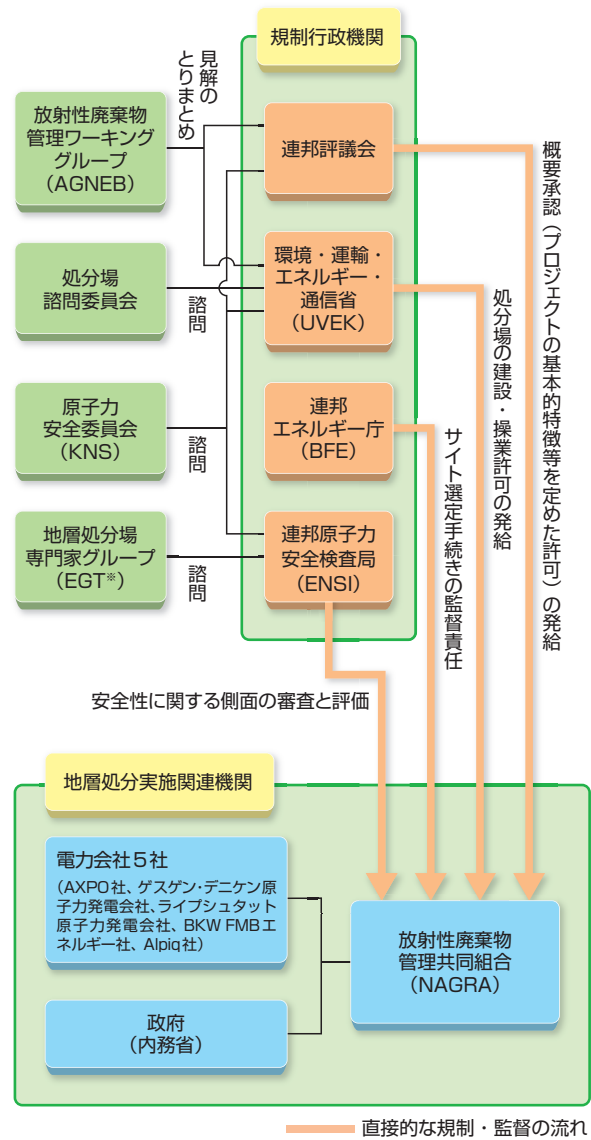 規制行政機関
見解の
とりまとめ
放射性廃棄物
管理ワーキング
グループ
（AGNEB）
連邦評議会
処分場
諮問委員会
諮問
環境・運輸・
エネルギー・
通信省
（UVEK）
原子力
安全委員会
（KNS）
諮問
連邦
エネルギー庁
（BFE）
地層処分場
専門家グループ
（EGT※）
諮問
連邦原子力
安全検査局
（ENSI）
概要承認（プロジェクトの基本的特徴等を定めた許可）の発給
処分場の建設・操業許可の発給
サイト選定手続きの監督責任
安全性に関する側面の審査と評価
地層処分実施関連機関
電力会社5社
（AXPO社、ゲスゲン・デニケン原
子力発電会社、ライプシュタット
原子力発電会社、BKW FMBエ
ネルギー社、Alpiq社）
政府
（内務省）
放射性廃棄物
管理共同組合
（NAGRA）
直接的な規制・監督の流れ